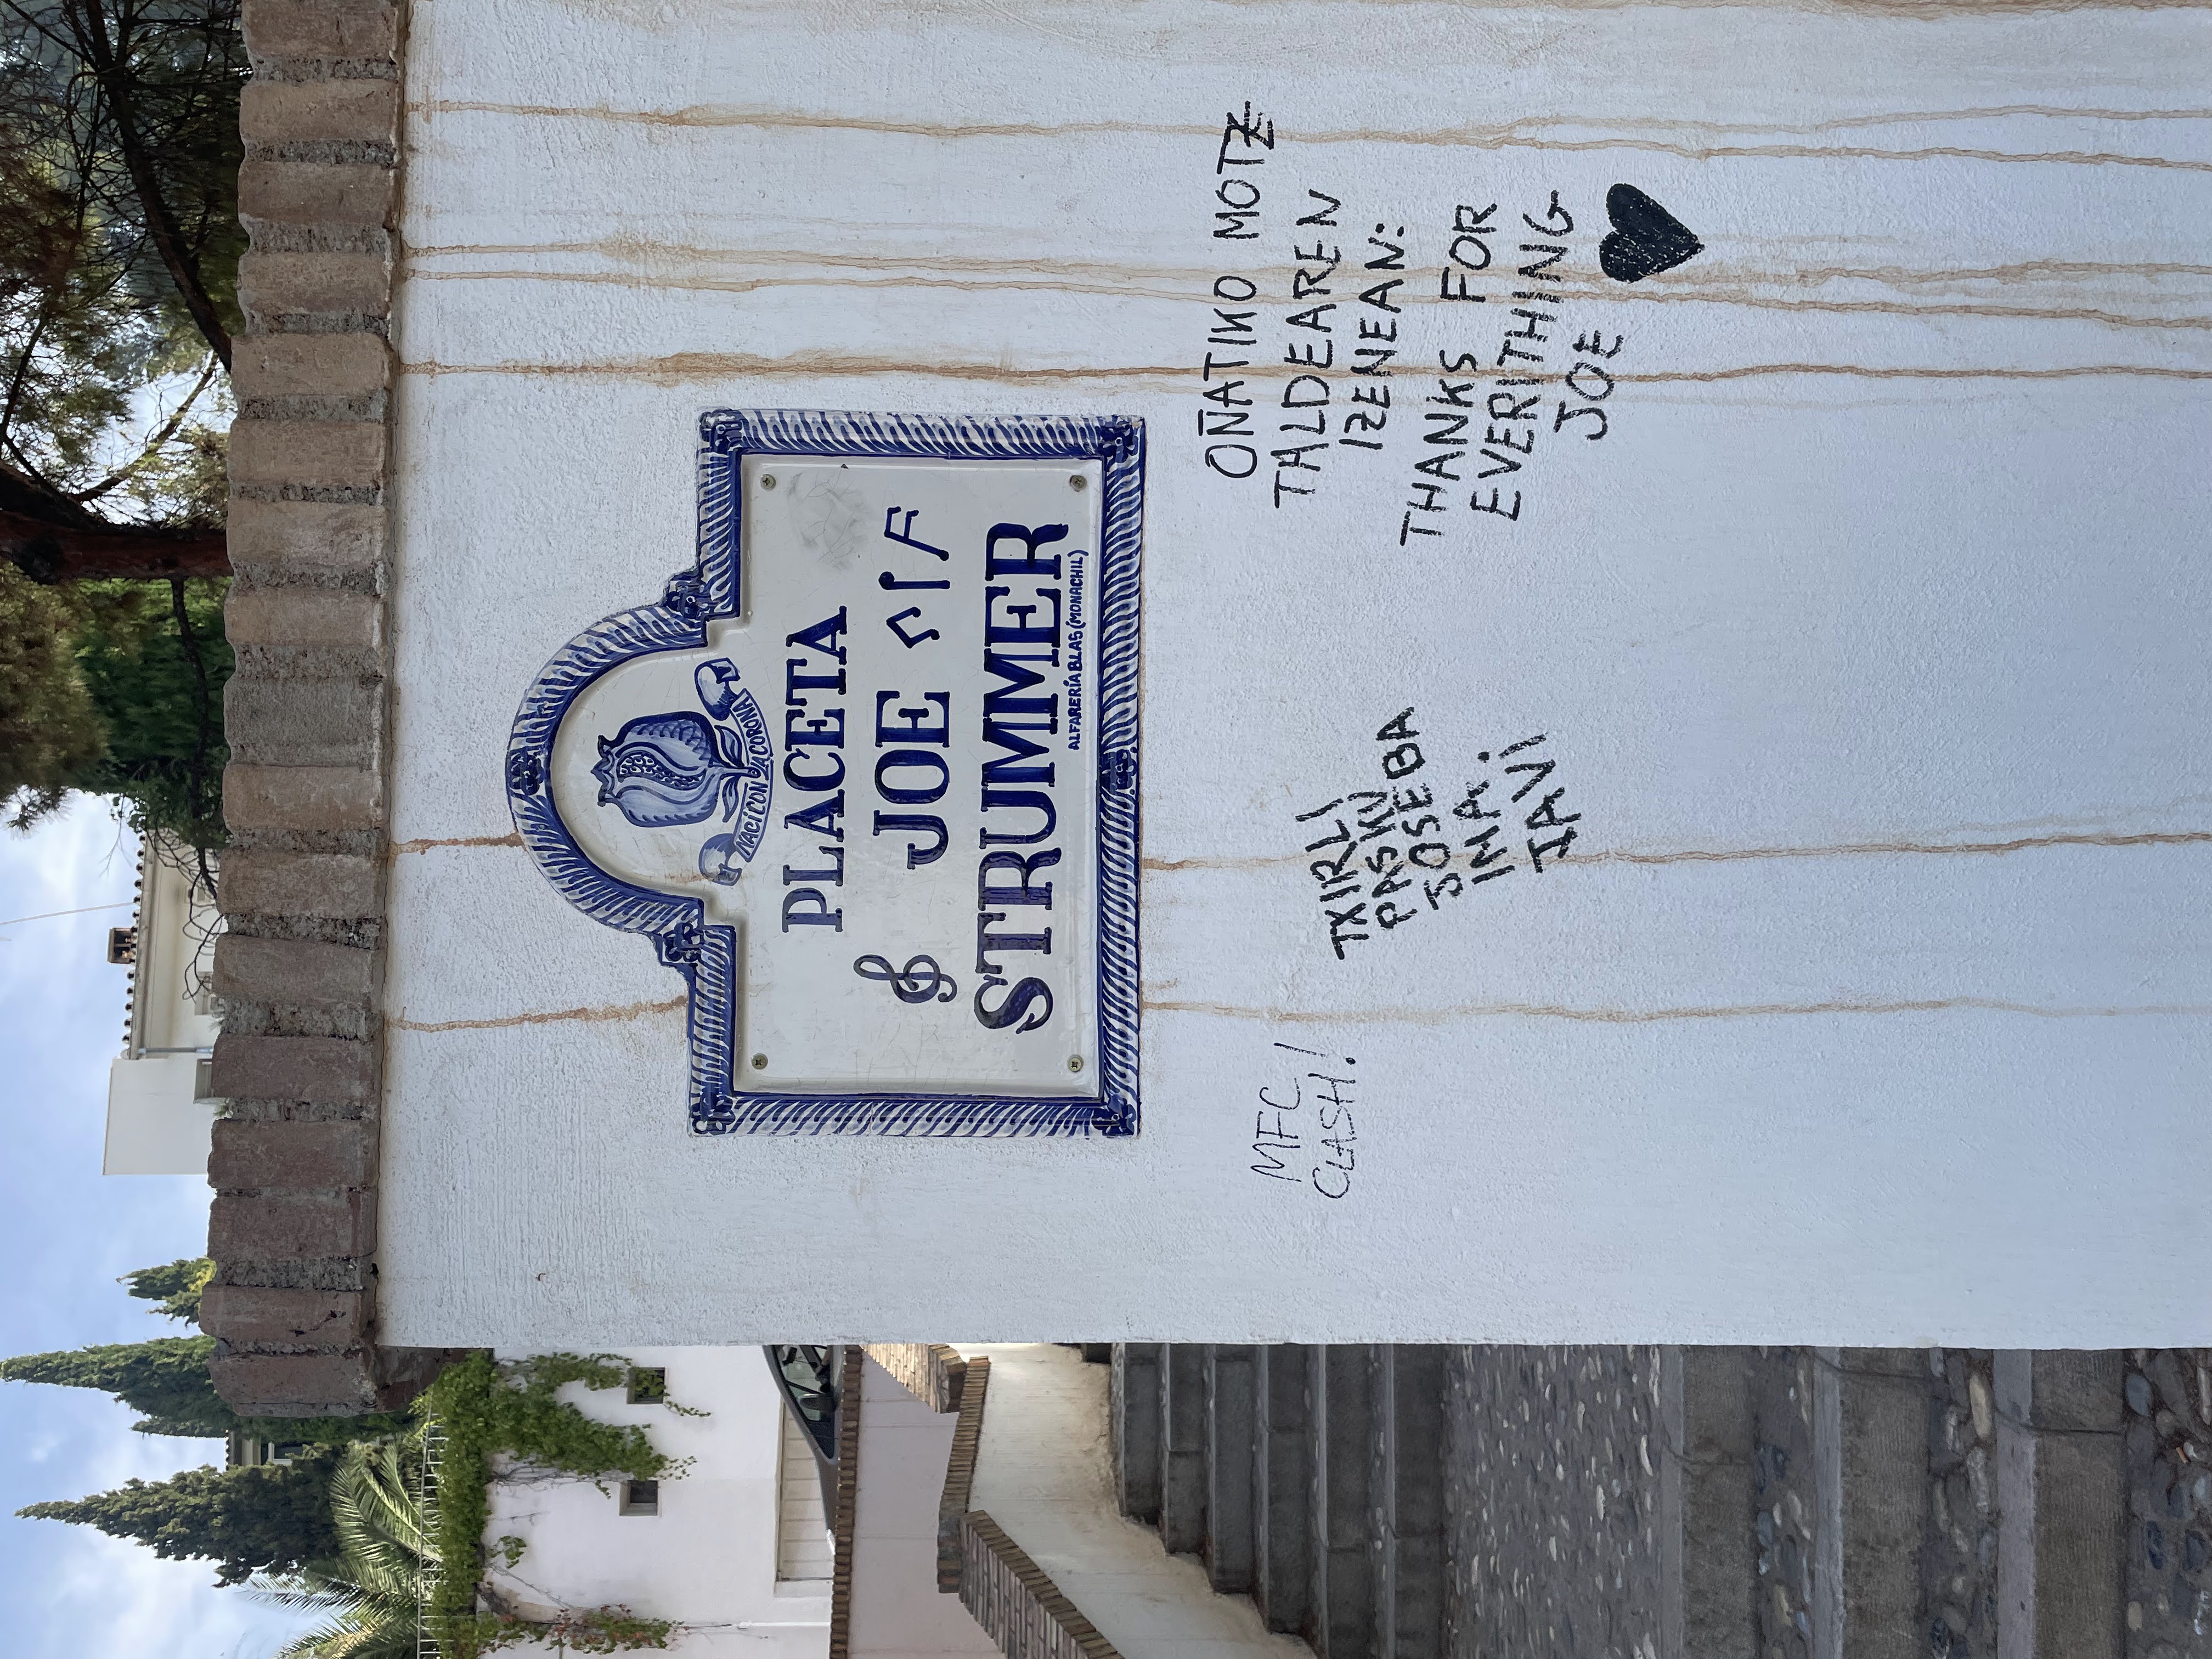 NACÍ CON LA CORONA
PLACETA
JOE
STRUMMER
ALFARERÍA BLAS (MONACHIL)
MFC
CLASH!
TXIRLI
PASKU
JOSEBA
IMA
JAVI
OÑATIKO MOTZ
TALDEAREN
IZENEAN:
THANKS FOR
EVERITHING
JOE